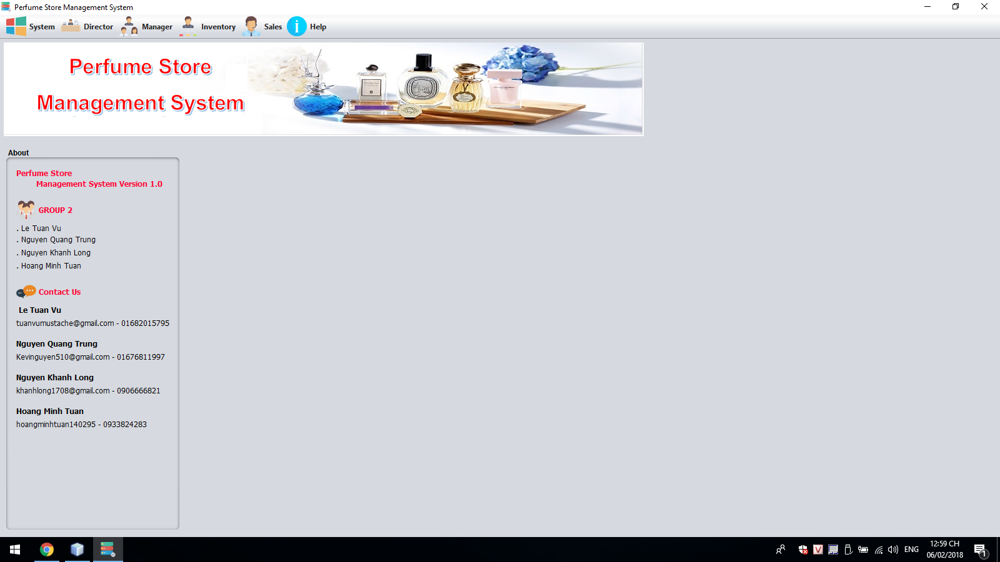 Perfume Store Management System
System Director Manager Inventory Sales Help
Perfume Store
Management System
About
Perfume Store
Management System Version 1.0
GROUP 2
. Le Tuan Vu
. Nguyen Quang Trung
. Nguyen Khanh Long
. Hoang Minh Tuan
Contact Us
Le Tuan Vu
tuanvumustache@gmail.com - 01682015795
Nguyen Quang Trung
Kevinguyen510@gmail.com - 01676811997
Nguyen Khanh Long
khanhlong1708@gmail.com - 0906666821
Hoang Minh Tuan
hoangminhtuan140295 - 0933824283
ENG
12:59 CH
06/02/2018
1